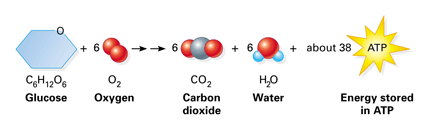 O
+ 6 6 + 6 + about 38 ATP
C₆H₁₂O₆ O₂ CO₂ H₂O
Glucose Oxygen Carbon Water Energy stored
dioxide in ATP